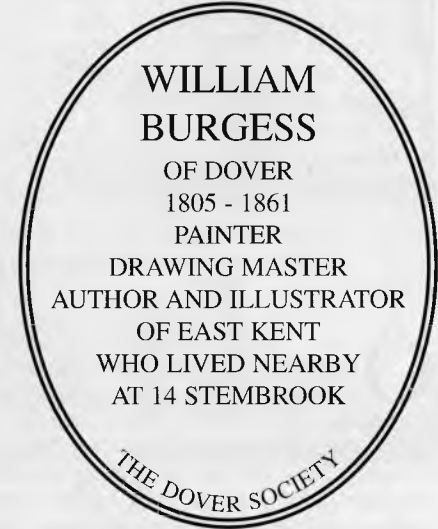 WILLIAM
BURGESS
OF DOVER
1805 - 1861
PAINTER
DRAWING MASTER
AUTHOR AND ILLUSTRATOR
OF EAST KENT
WHO LIVED NEARBY
AT 14 STEMBROOK
THE DOVER SOCIETY